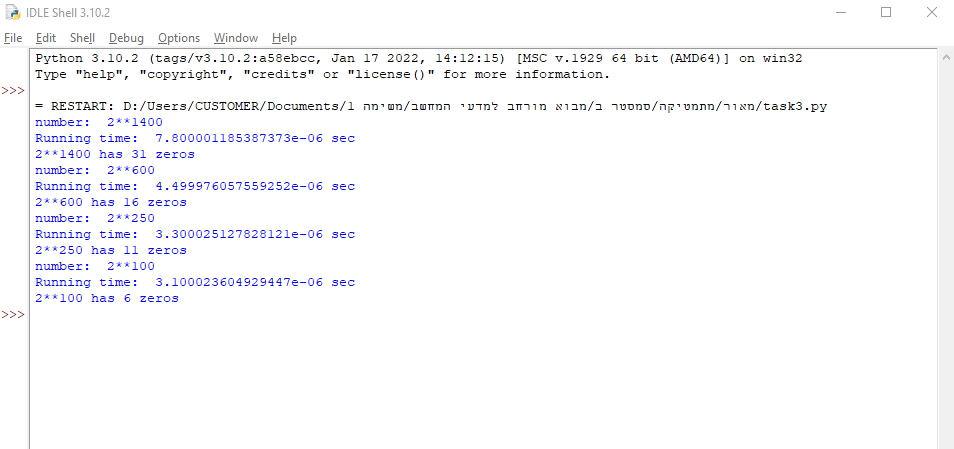 IDLE Shell 3.10.2
File Edit Shell Debug Options Window Help
Python 3.10.2 (tags/v3.10.2:a58ebcc, Jan 17 2022, 14:12:15) [MSC v.1929 64 bit (AMD64)] on win32
Type "help", "copyright", "credits" or "license()" for more information.
>>>
= RESTART: D:/Users/CUSTOMER/Documents/מאור/מתמטיקה/סמסטר ב/מבוא מורחב למדעי המחשב/משימה 1/task3.py
number:  2**1400
Running time:  7.800001185387373e-06 sec
2**1400 has 31 zeros
number:  2**600
Running time:  4.499976057559252e-06 sec
2**600 has 16 zeros
number:  2**250
Running time:  3.300025127828121e-06 sec
2**250 has 11 zeros
number:  2**100
Running time:  3.100023604929447e-06 sec
2**100 has 6 zeros
>>>